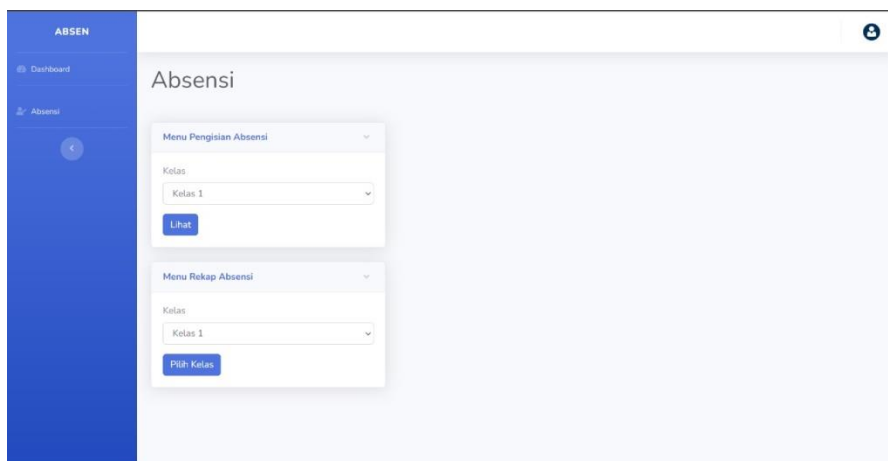 ABSEN
Dashboard
Absensi
Absensi
Menu Pengisian Absensi
Kelas
Kelas 1
Lihat
Menu Rekap Absensi
Kelas
Kelas 1
Pilih Kelas